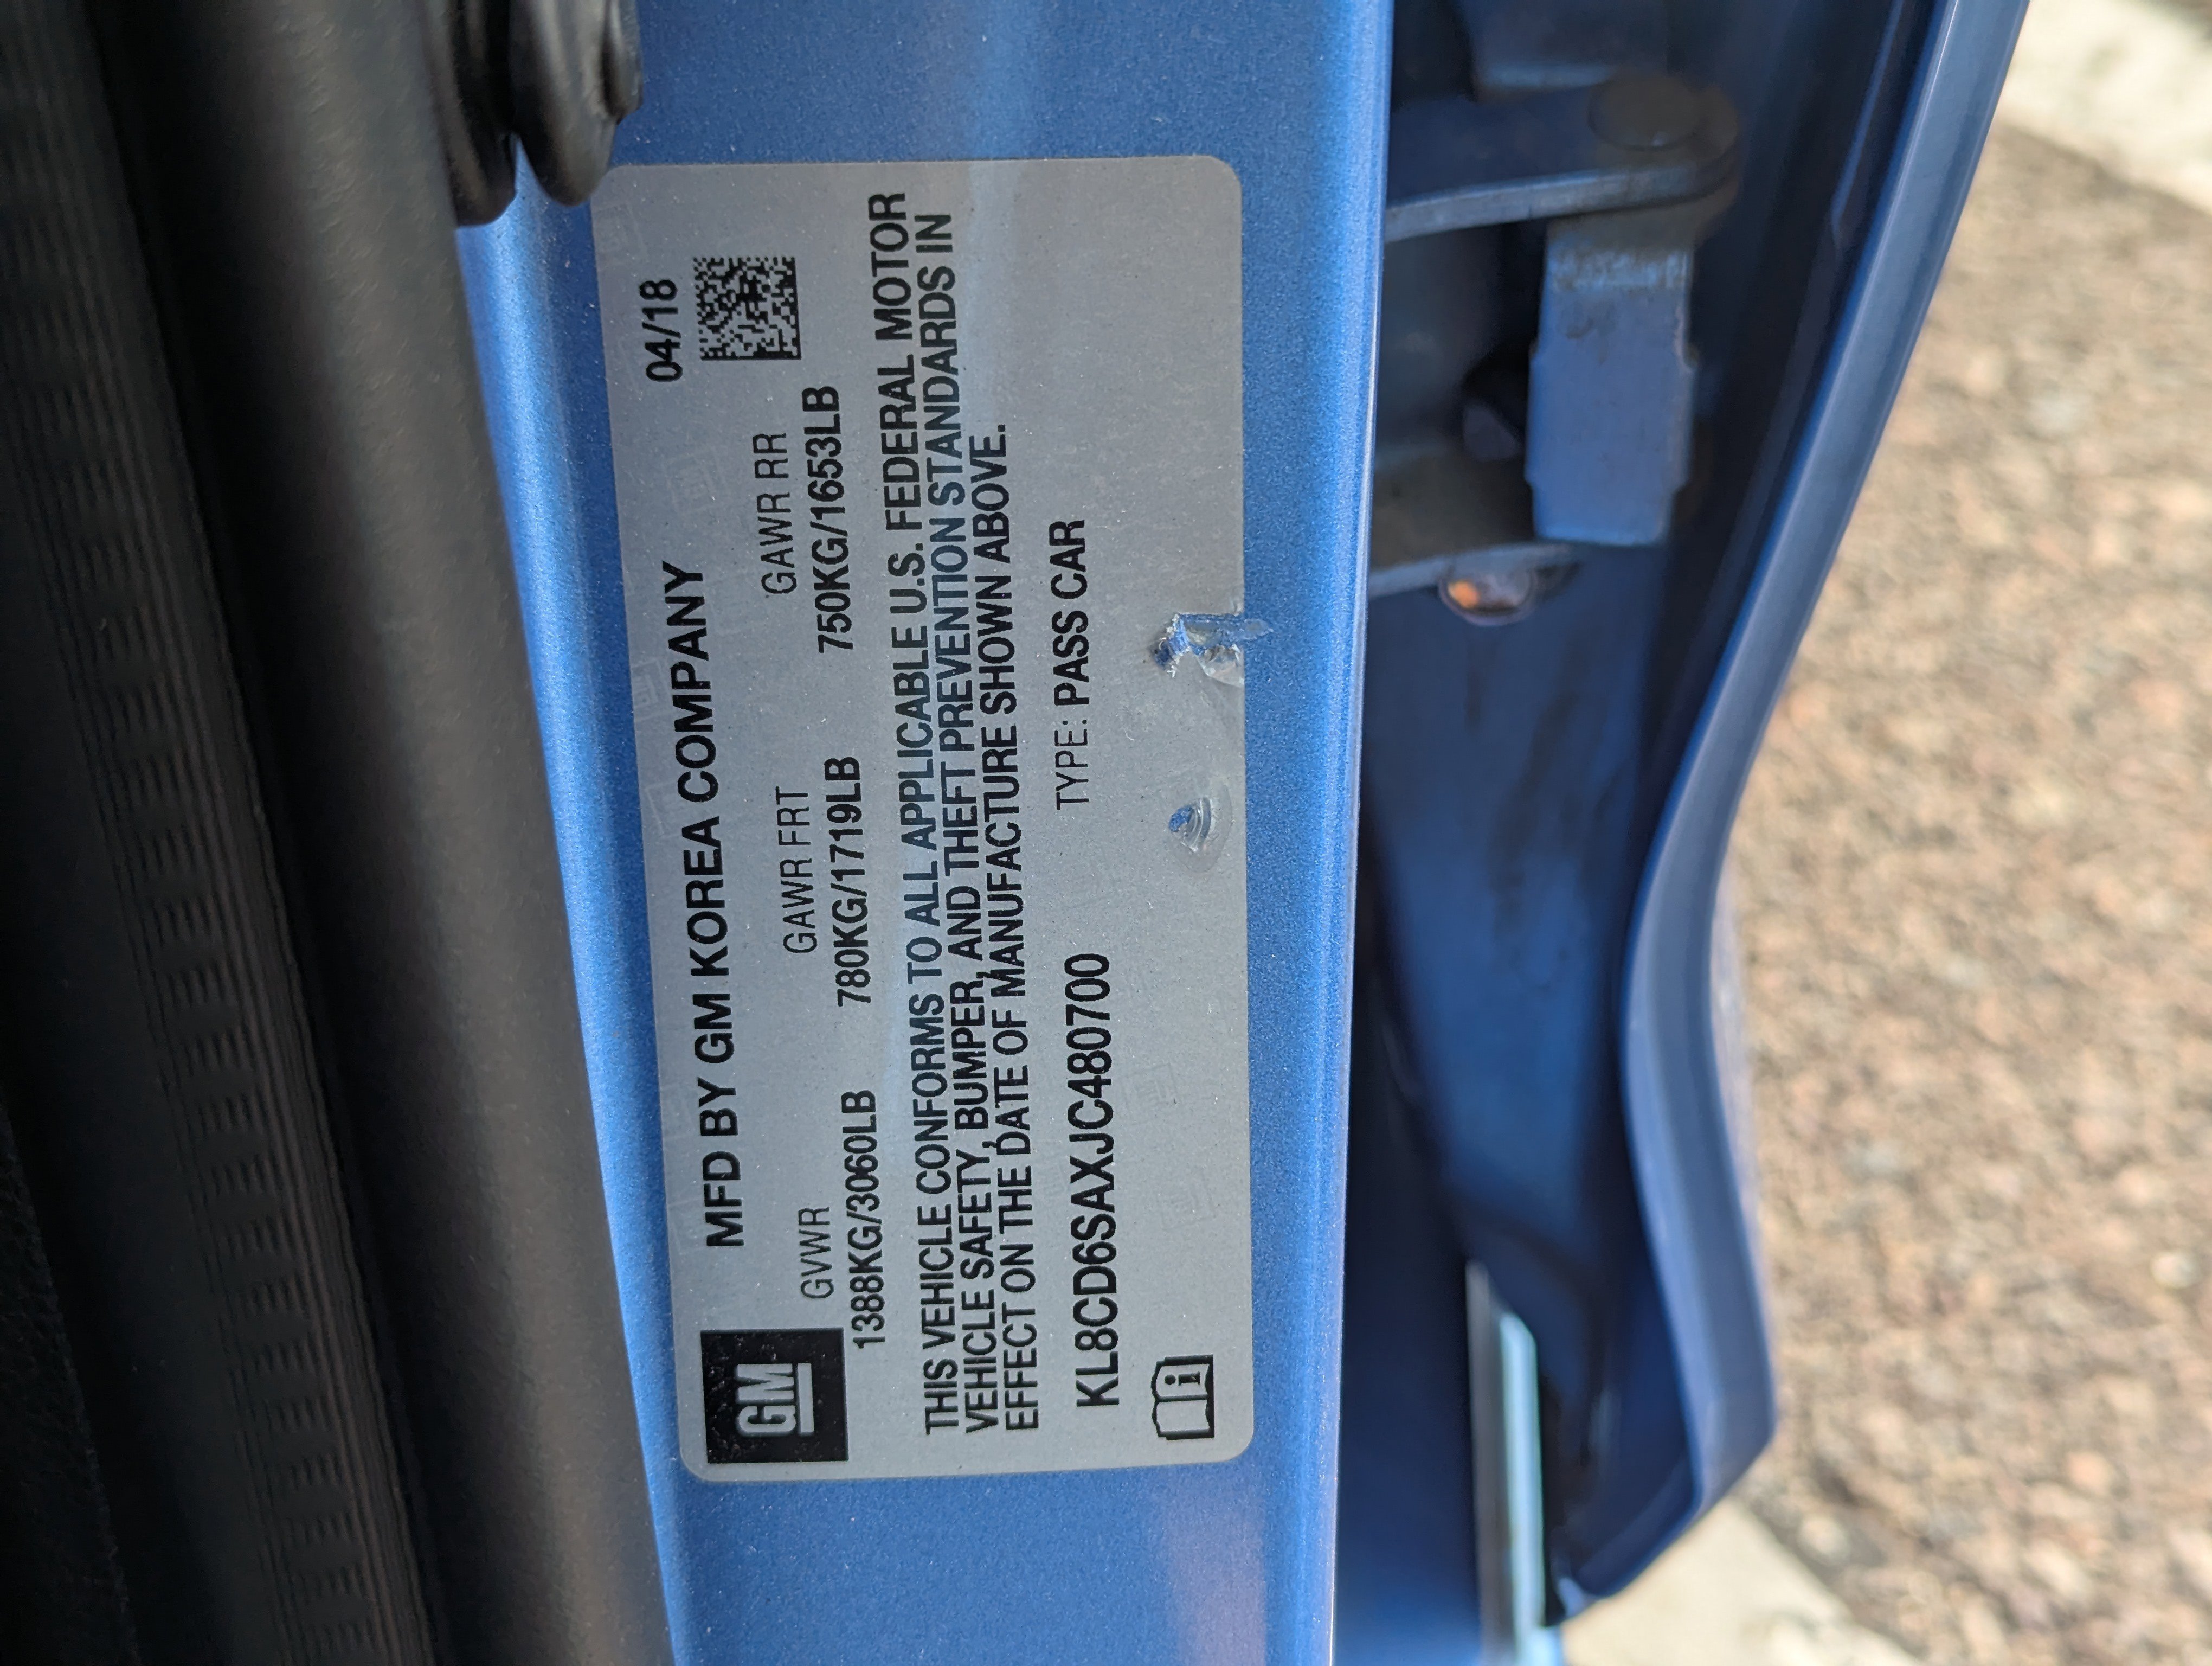 GM
MFD BY GM KOREA COMPANY
04/18
GVWR
GAWR FRT
GAWR RR
1388KG/3060LB
780KG/1719LB
750KG/1653LB
THIS VEHICLE CONFORMS TO ALL APPLICABLE U.S. FEDERAL MOTOR
VEHICLE SAFETY, BUMPER, AND THEFT PREVENTION STANDARDS IN
EFFECT ON THE DATE OF MANUFACTURE SHOWN ABOVE.
KL8CD6SAXJC480700
TYPE: PASS CAR
i